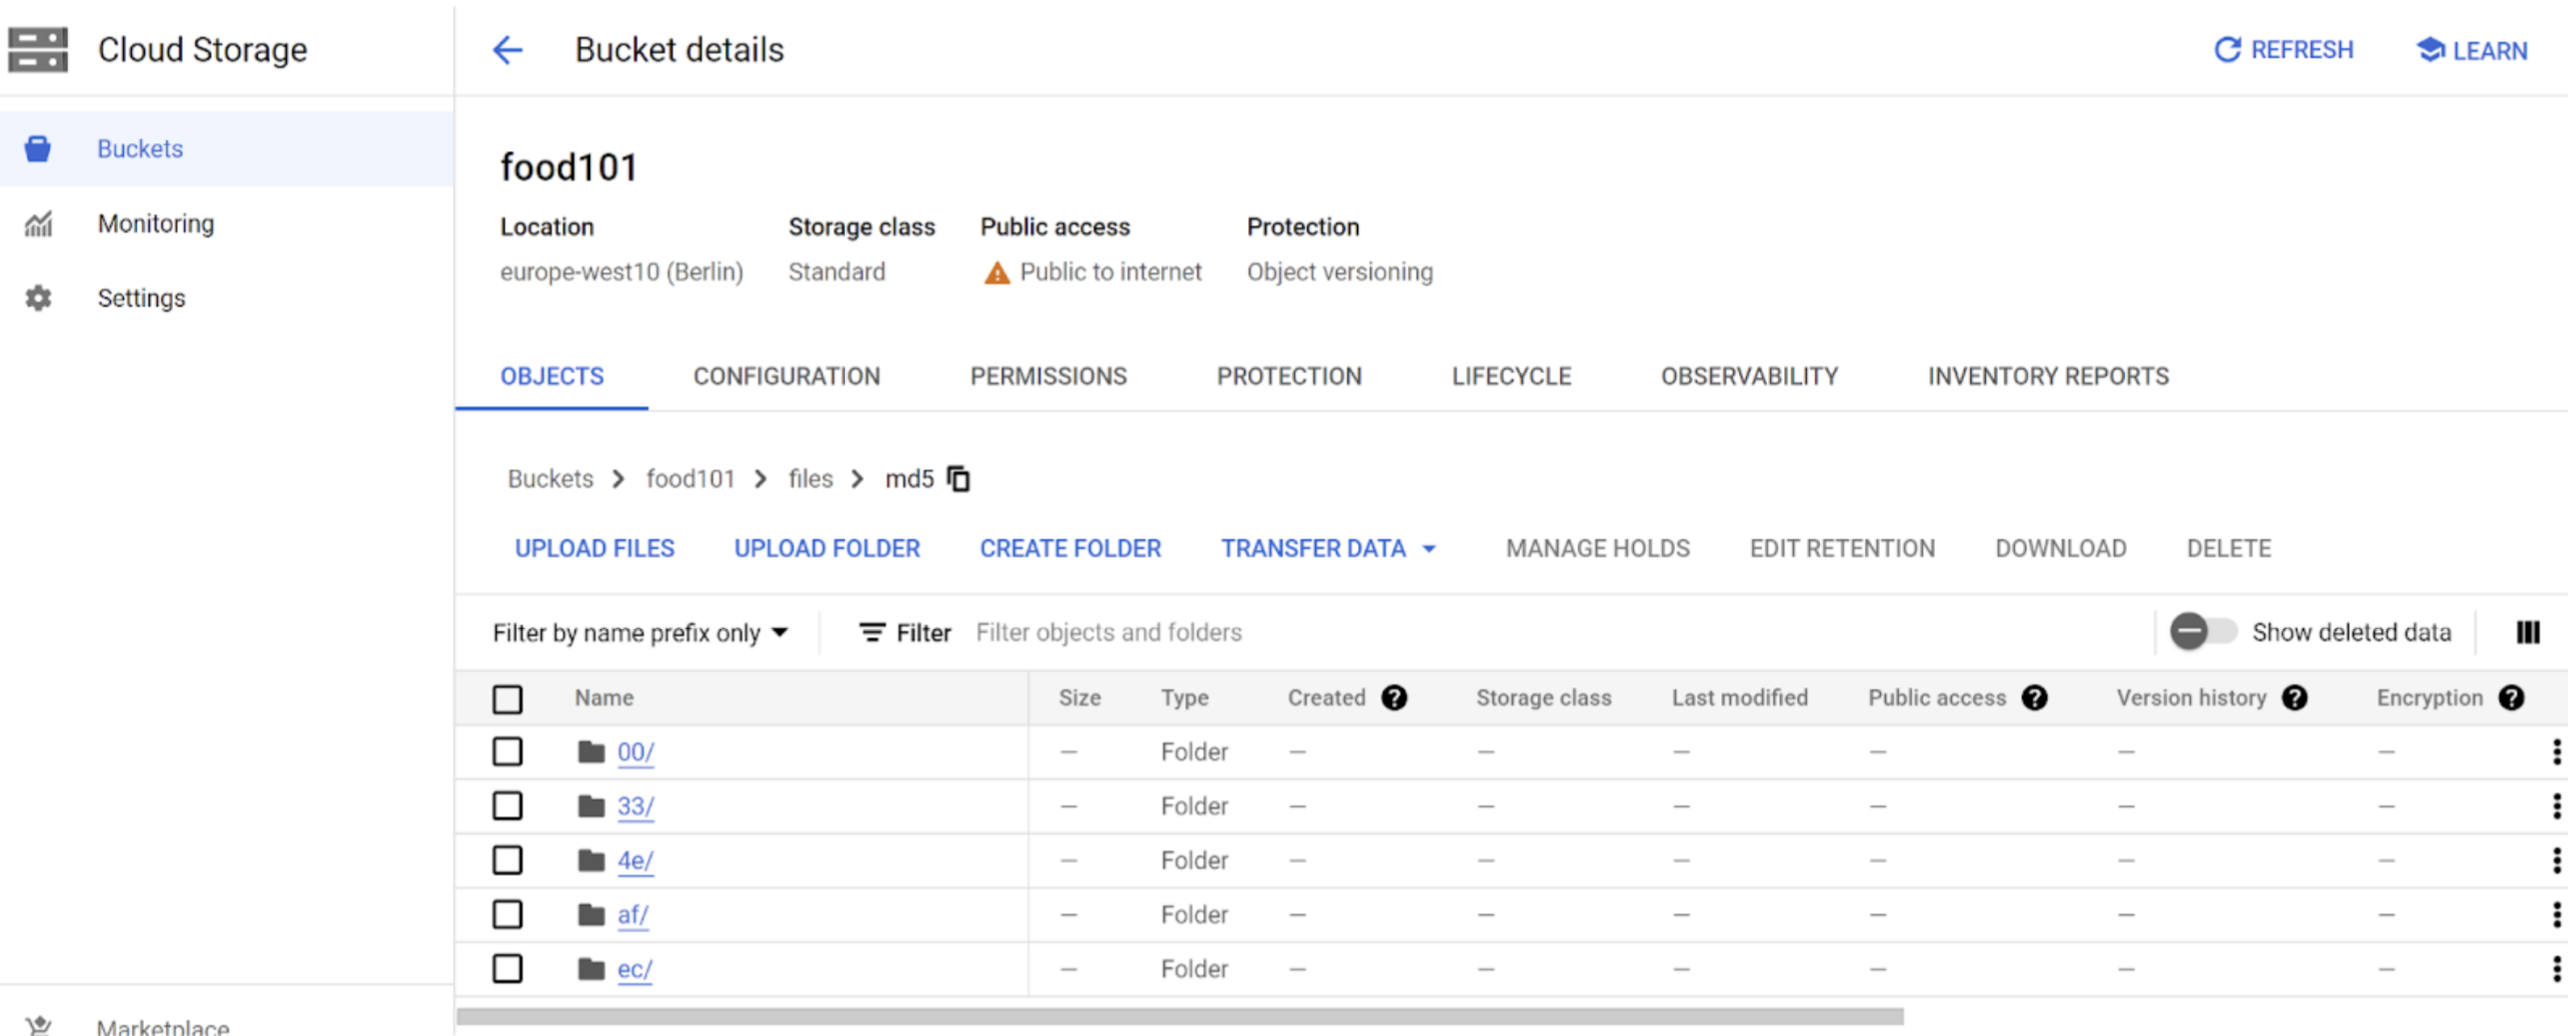 Cloud Storage
Bucket details
REFRESH
LEARN
Buckets
Monitoring
Settings
Marketplace
food101
Location Storage class Public access Protection
europe-west10 (Berlin) Standard Public to internet Object versioning
OBJECTS CONFIGURATION PERMISSIONS PROTECTION LIFECYCLE OBSERVABILITY INVENTORY REPORTS
Buckets > food101 > files > md5
UPLOAD FILES UPLOAD FOLDER CREATE FOLDER TRANSFER DATA MANAGE HOLDS EDIT RETENTION DOWNLOAD DELETE
Filter by name prefix only Filter Filter objects and folders Show deleted data
Name Size Type Created Storage class Last modified Public access Version history Encryption
00/ — Folder — — — — — —
33/ — Folder — — — — — —
4e/ — Folder — — — — — —
af/ — Folder — — — — — —
ec/ — Folder — — — — — —